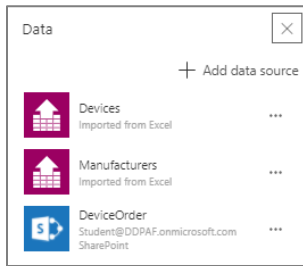 Data
+ Add data source
Devices
Imported from Excel
...
Manufacturers
Imported from Excel
...
DeviceOrder
Student@DDPAF.onmicrosoft.com
SharePoint
...